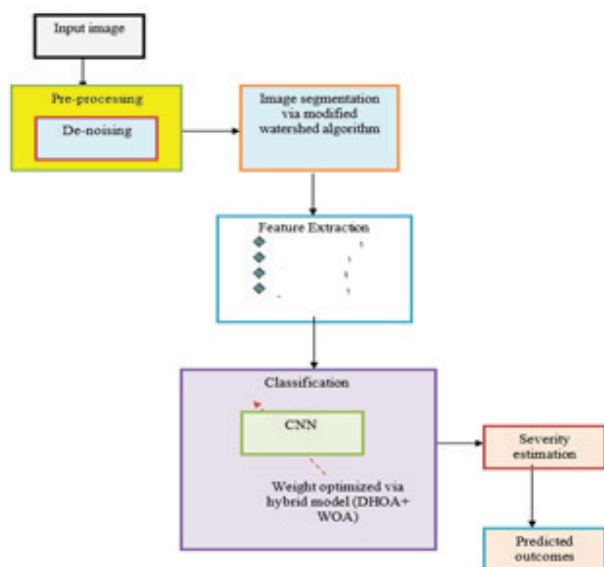 Input image
Pre-processing
De-noising
Image segmentation
via modified
watershed algorithm
Feature Extraction
Classification
CNN
Weight optimized via
hybrid model (DHOA+
WOA)
Severity
estimation
Predicted
outcomes